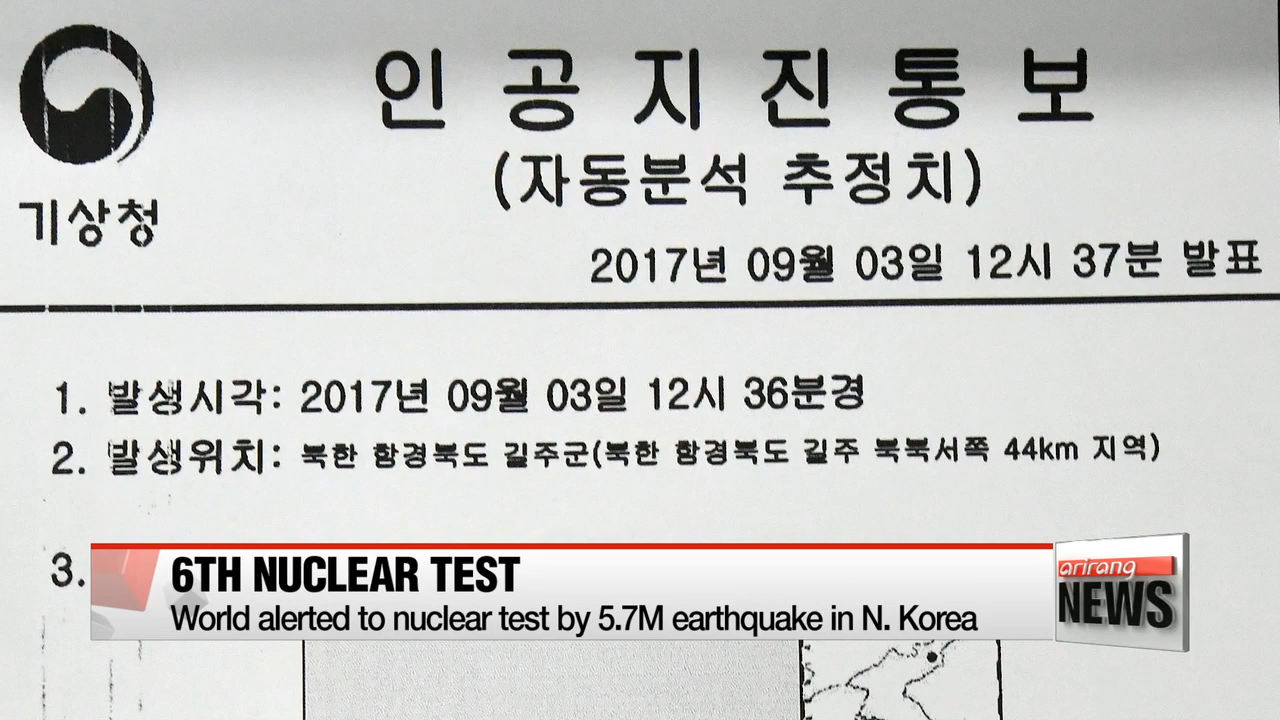 인공지진통보
(자동분석 추정치)
기상청
2017년 09월 03일 12시 37분 발표
1. 발생시각: 2017년 09월 03일 12시 36분경
2. 발생위치: 북한 함경북도 길주군(북한 함경북도 길주 북북서쪽 44km 지역)
3.
6TH NUCLEAR TEST
World alerted to nuclear test by 5.7M earthquake in N. Korea
arirang
NEWS